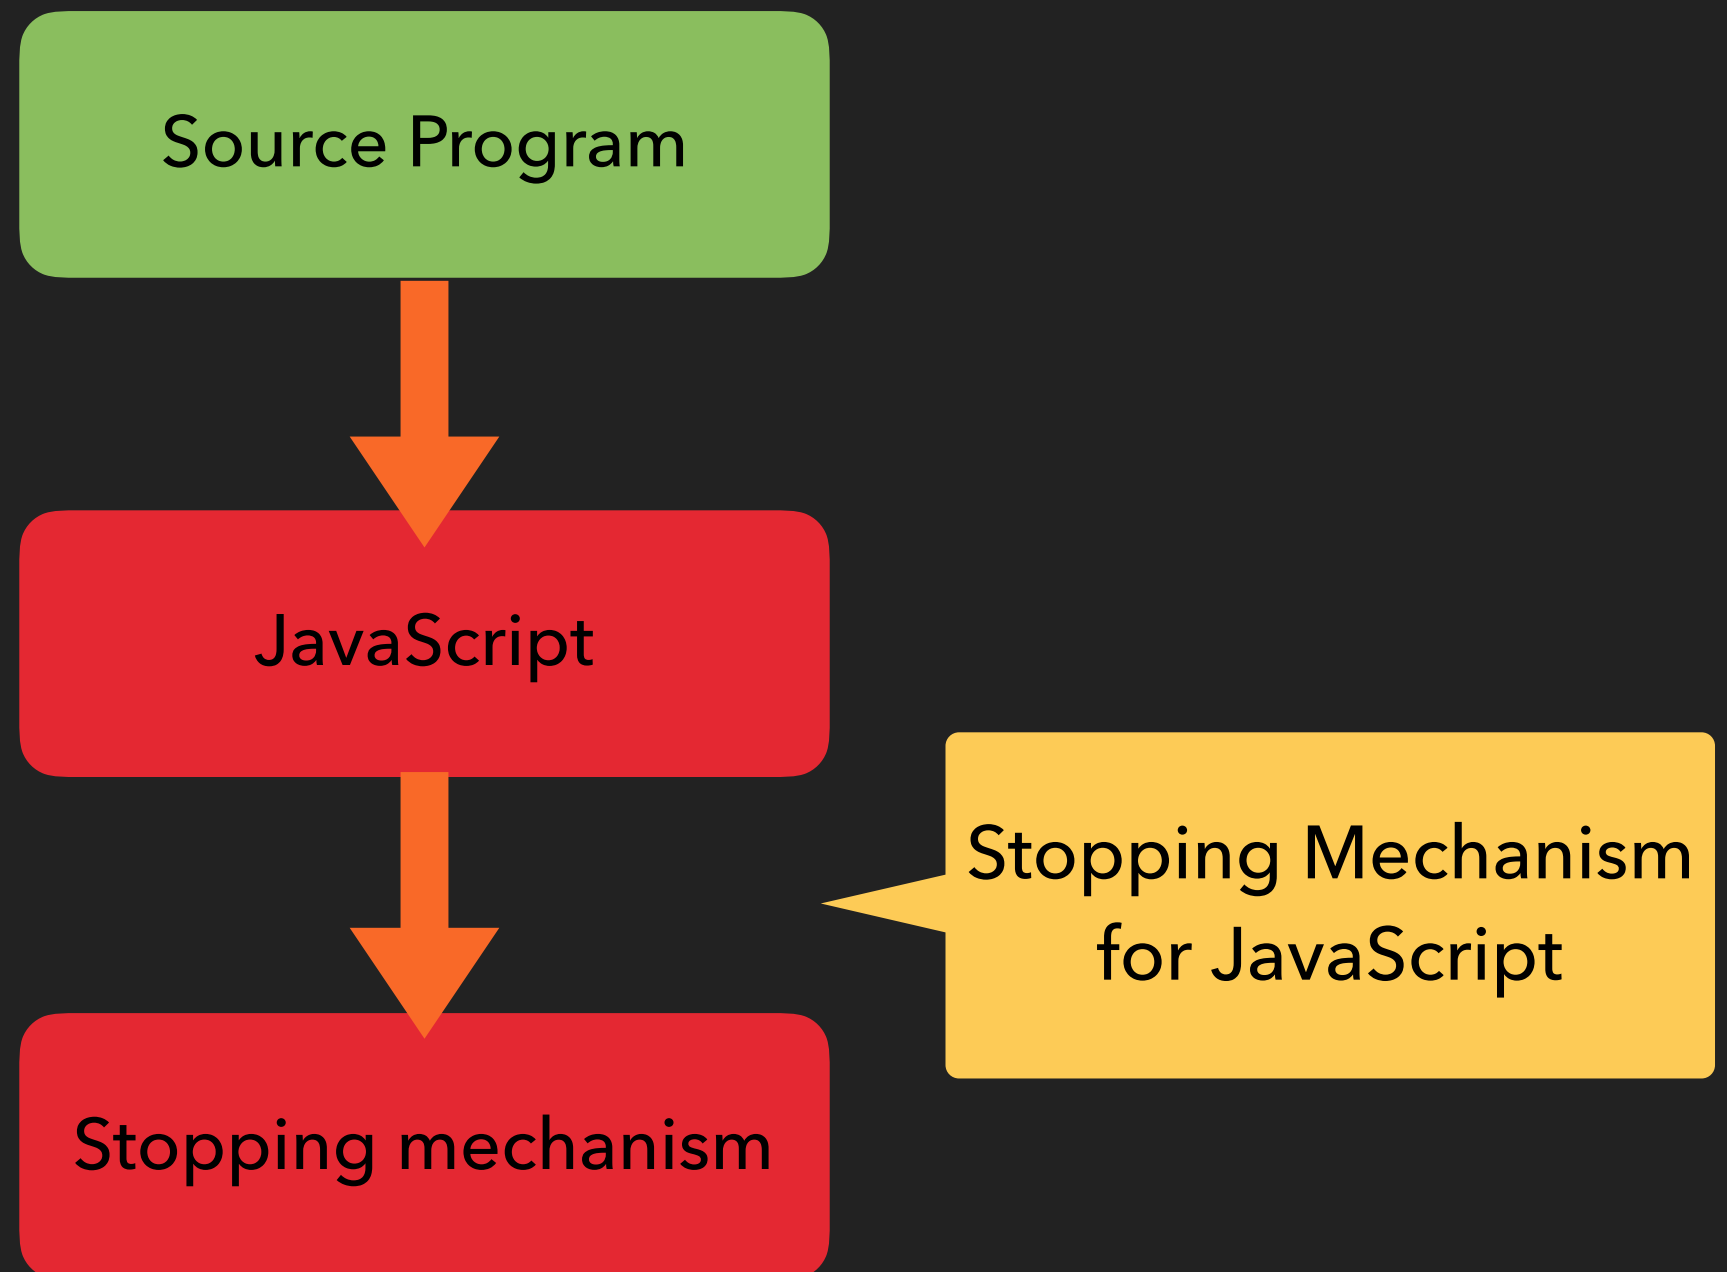 Source Program
JavaScript
Stopping Mechanism
for JavaScript
Stopping mechanism